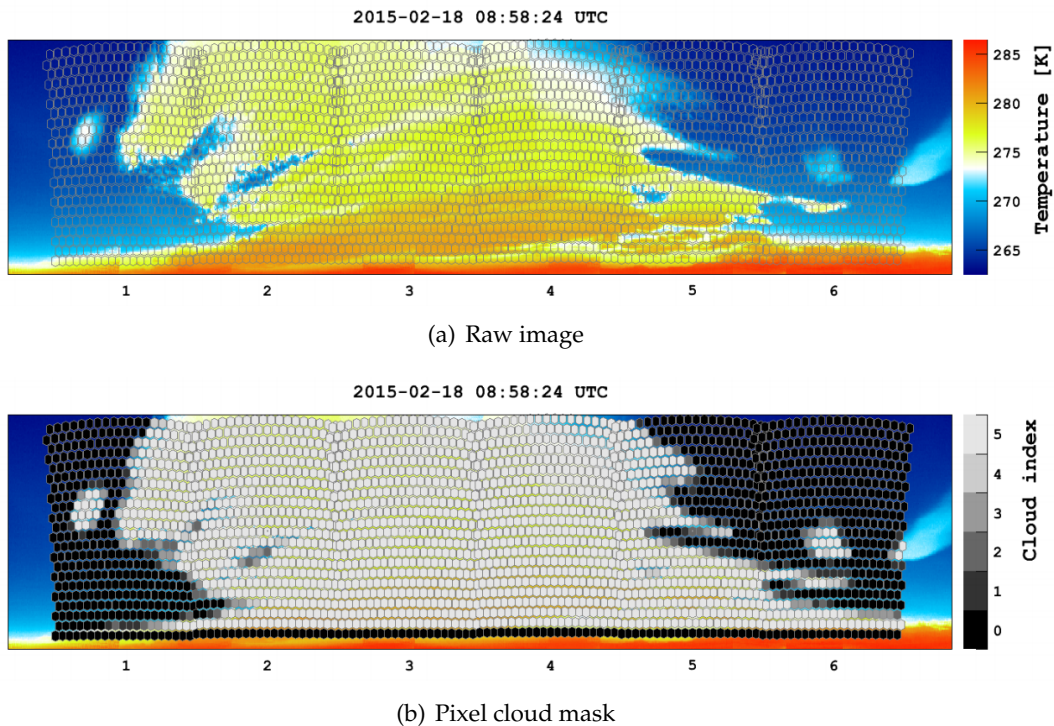 2015-02-18 08:58:24 UTC
285
280
275
270
265
Temperature [K]
1 2 3 4 5 6
(a) Raw image
2015-02-18 08:58:24 UTC
5
4
3
2
1
0
Cloud index
1 2 3 4 5 6
(b) Pixel cloud mask